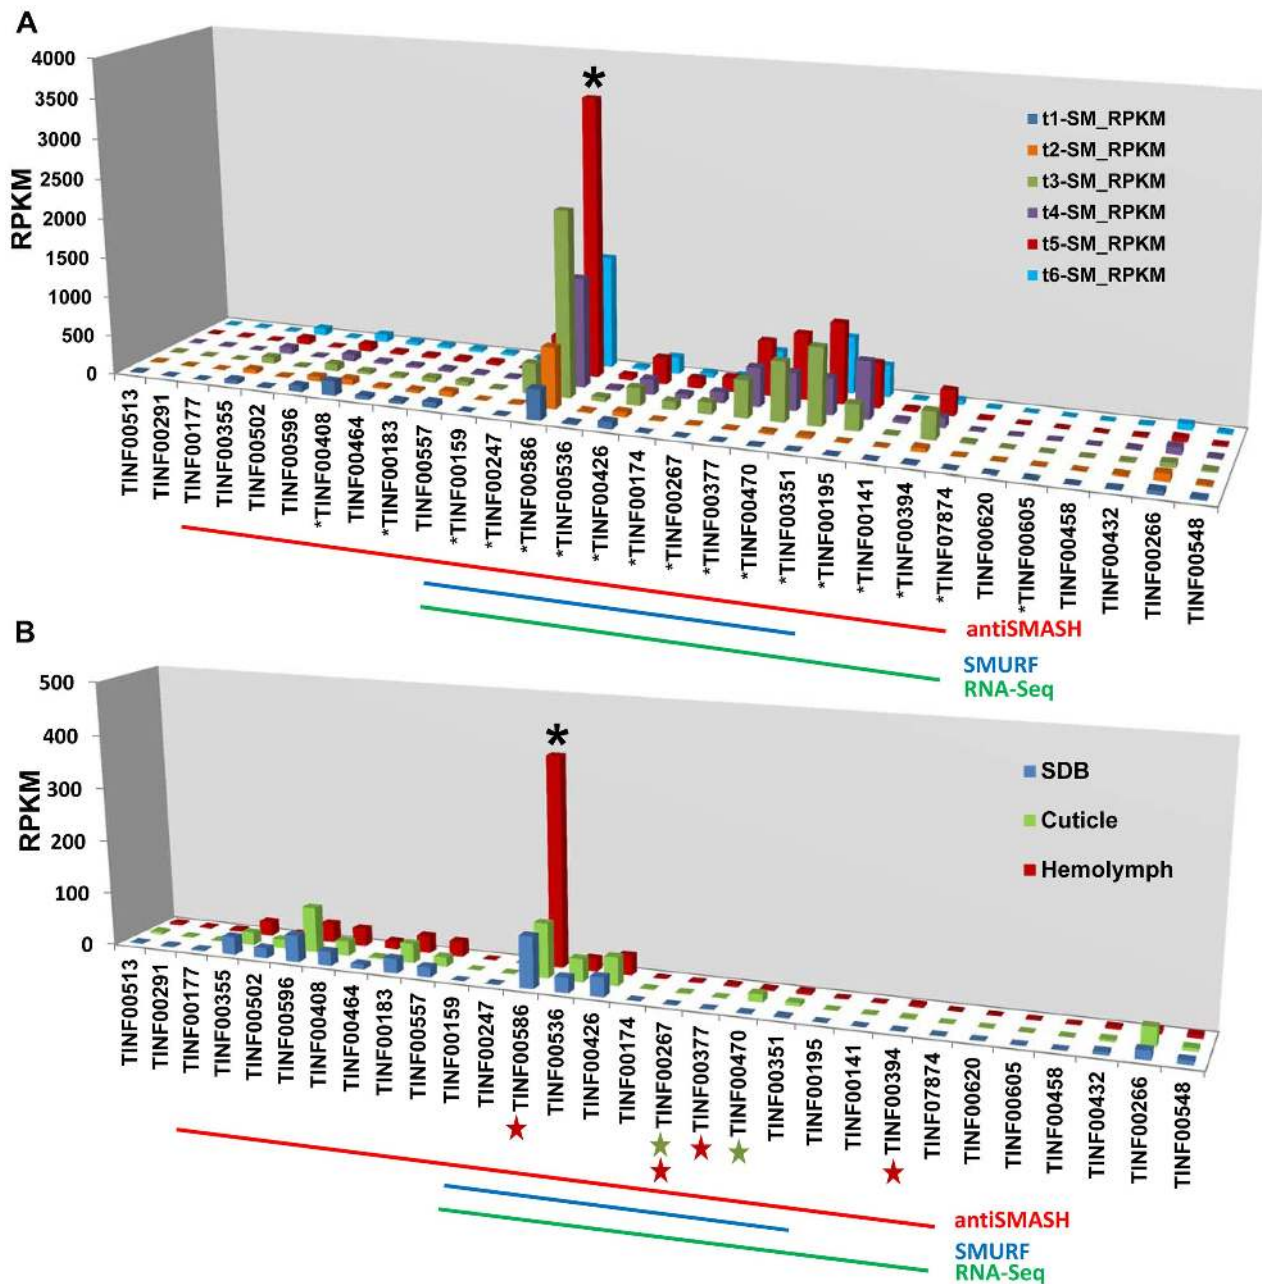 A
*
4000
3500
3000
2500
2000
1500
1000
500
0
RPKM
t1-SM_RPKM
t2-SM_RPKM
t3-SM_RPKM
t4-SM_RPKM
t5-SM_RPKM
t6-SM_RPKM
TINF00513
TINF00291
TINF00177
TINF00355
TINF00502
TINF00596
*TINF00408
TINF00464
*TINF00183
TINF00557
*TINF00159
*TINF00247
*TINF00586
*TINF00536
*TINF00426
*TINF00174
*TINF00267
*TINF00377
*TINF00470
*TINF00351
*TINF00195
*TINF00141
*TINF00394
*TINF07874
TINF00620
*TINF00605
TINF00458
TINF00432
TINF00266
TINF00548
antiSMASH
SMURF
RNA-Seq
B
*
500
400
300
200
100
0
RPKM
SDB
Cuticle
Hemolymph
TINF00513
TINF00291
TINF00177
TINF00355
TINF00502
TINF00596
TINF00408
TINF00464
TINF00183
TINF00557
TINF00159
TINF00247
TINF00586
TINF00536
TINF00426
TINF00174
TINF00267
TINF00377
TINF00470
TINF00351
TINF00195
TINF00141
TINF00394
TINF07874
TINF00620
TINF00605
TINF00458
TINF00432
TINF00266
TINF00548
antiSMASH
SMURF
RNA-Seq